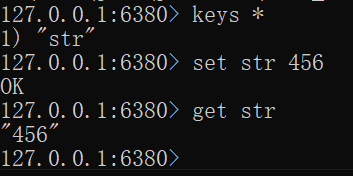 127.0.0.1:6380> keys *
1) "str"
127.0.0.1:6380> set str 456
OK
127.0.0.1:6380> get str
"456"
127.0.0.1:6380>